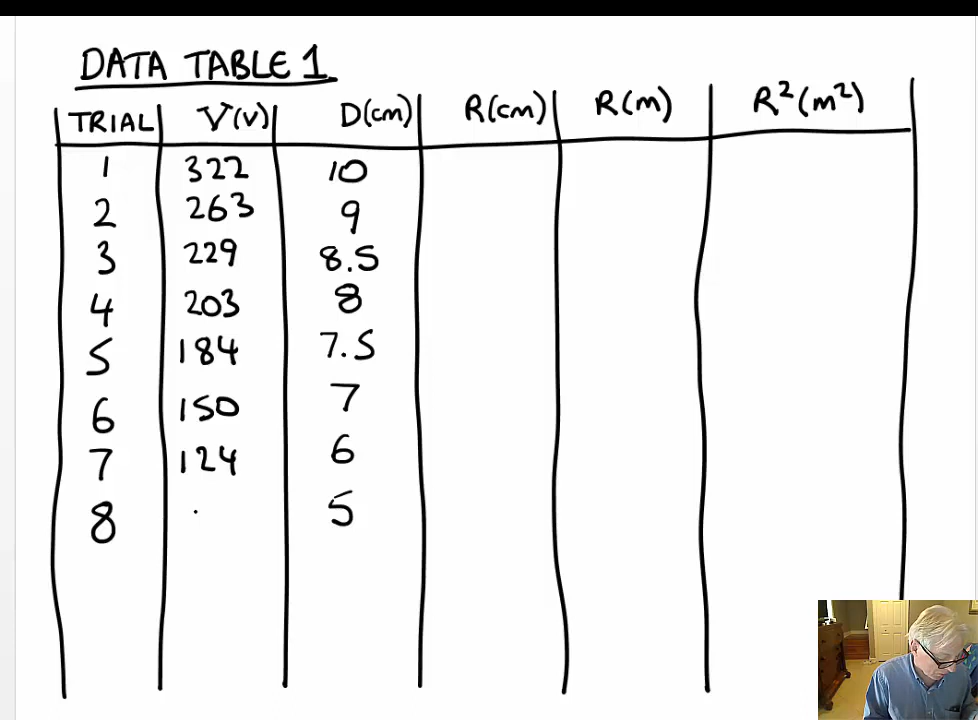 DATA TABLE 1
TRIAL V(v) D(cm) R(cm) R(m) R²(m²)
1 322 10
2 263 9
3 229 8.5
4 203 8
5 184 7.5
6 150 7
7 124 6
8 5